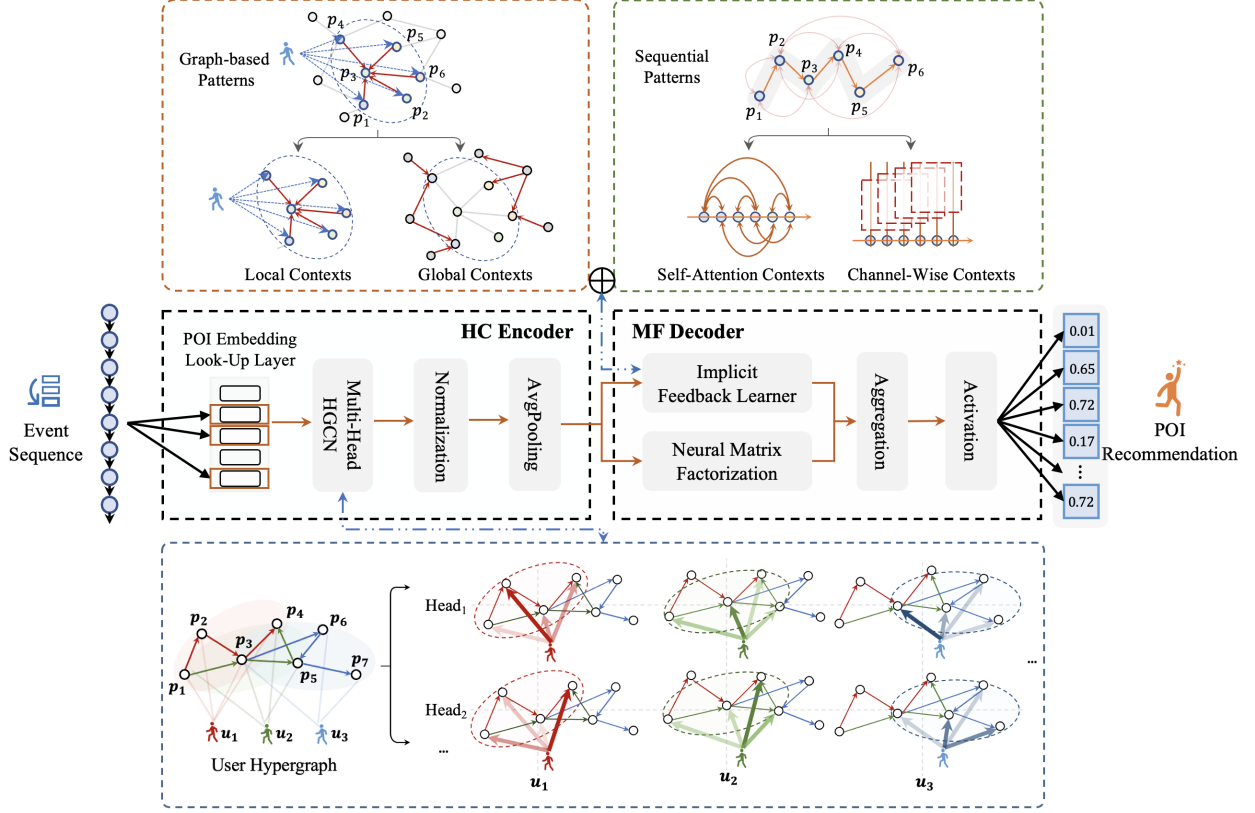 p4
p5
Graph-based
Patterns
p3
p6
p1
p2
Local Contexts
Global Contexts
Sequential
Patterns
p2
p4
p3
p6
p1
p5
Self-Attention Contexts
Channel-Wise Contexts
Event
Sequence
HC Encoder
POI Embedding
Look-Up Layer
Multi-Head
HGCN
Normalization
AvgPooling
MF Decoder
Implicit
Feedback Learner
Neural Matrix
Factorization
Aggregation
Activation
0.01
0.65
0.72
0.17
⋮
0.72
POI
Recommendation
p2
p4
p3
p6
p1
p5
p7
u1
u2
u3
User Hypergraph
Head1
...
Head2
...
u1
u2
u3